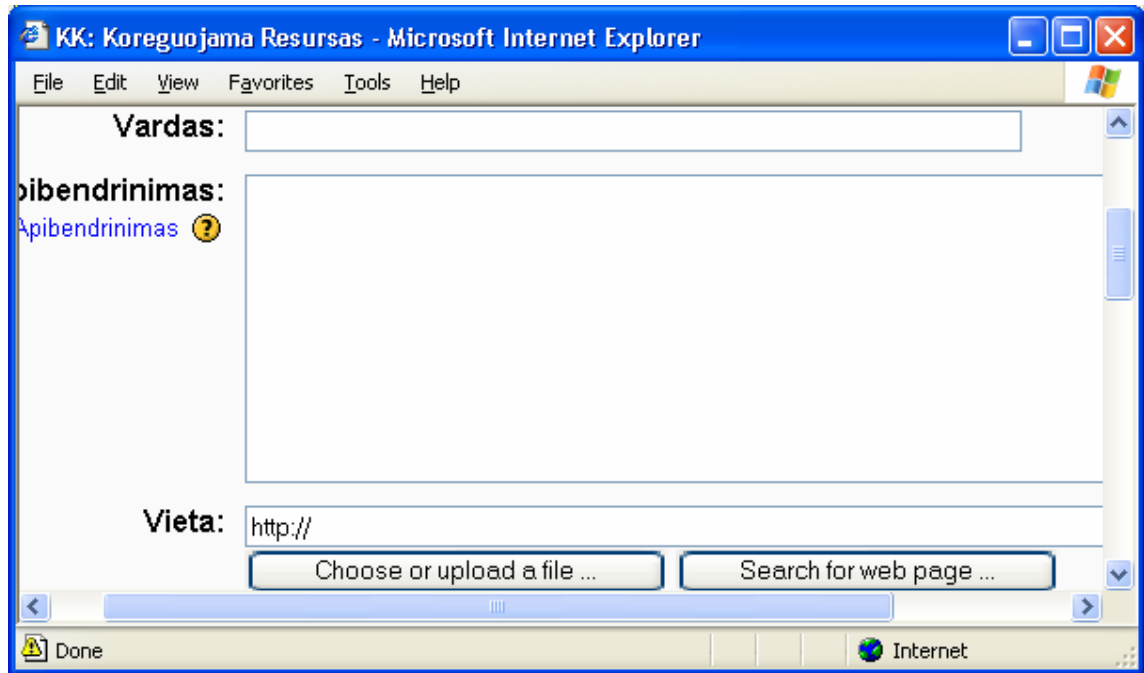 KK: Koreguojama Resursas - Microsoft Internet Explorer
File Edit View Favorites Tools Help
Vardas:
pibendrinimas:
Apibendrinimas ?
Vieta: http://
Choose or upload a file ... Search for web page ...
Done Internet